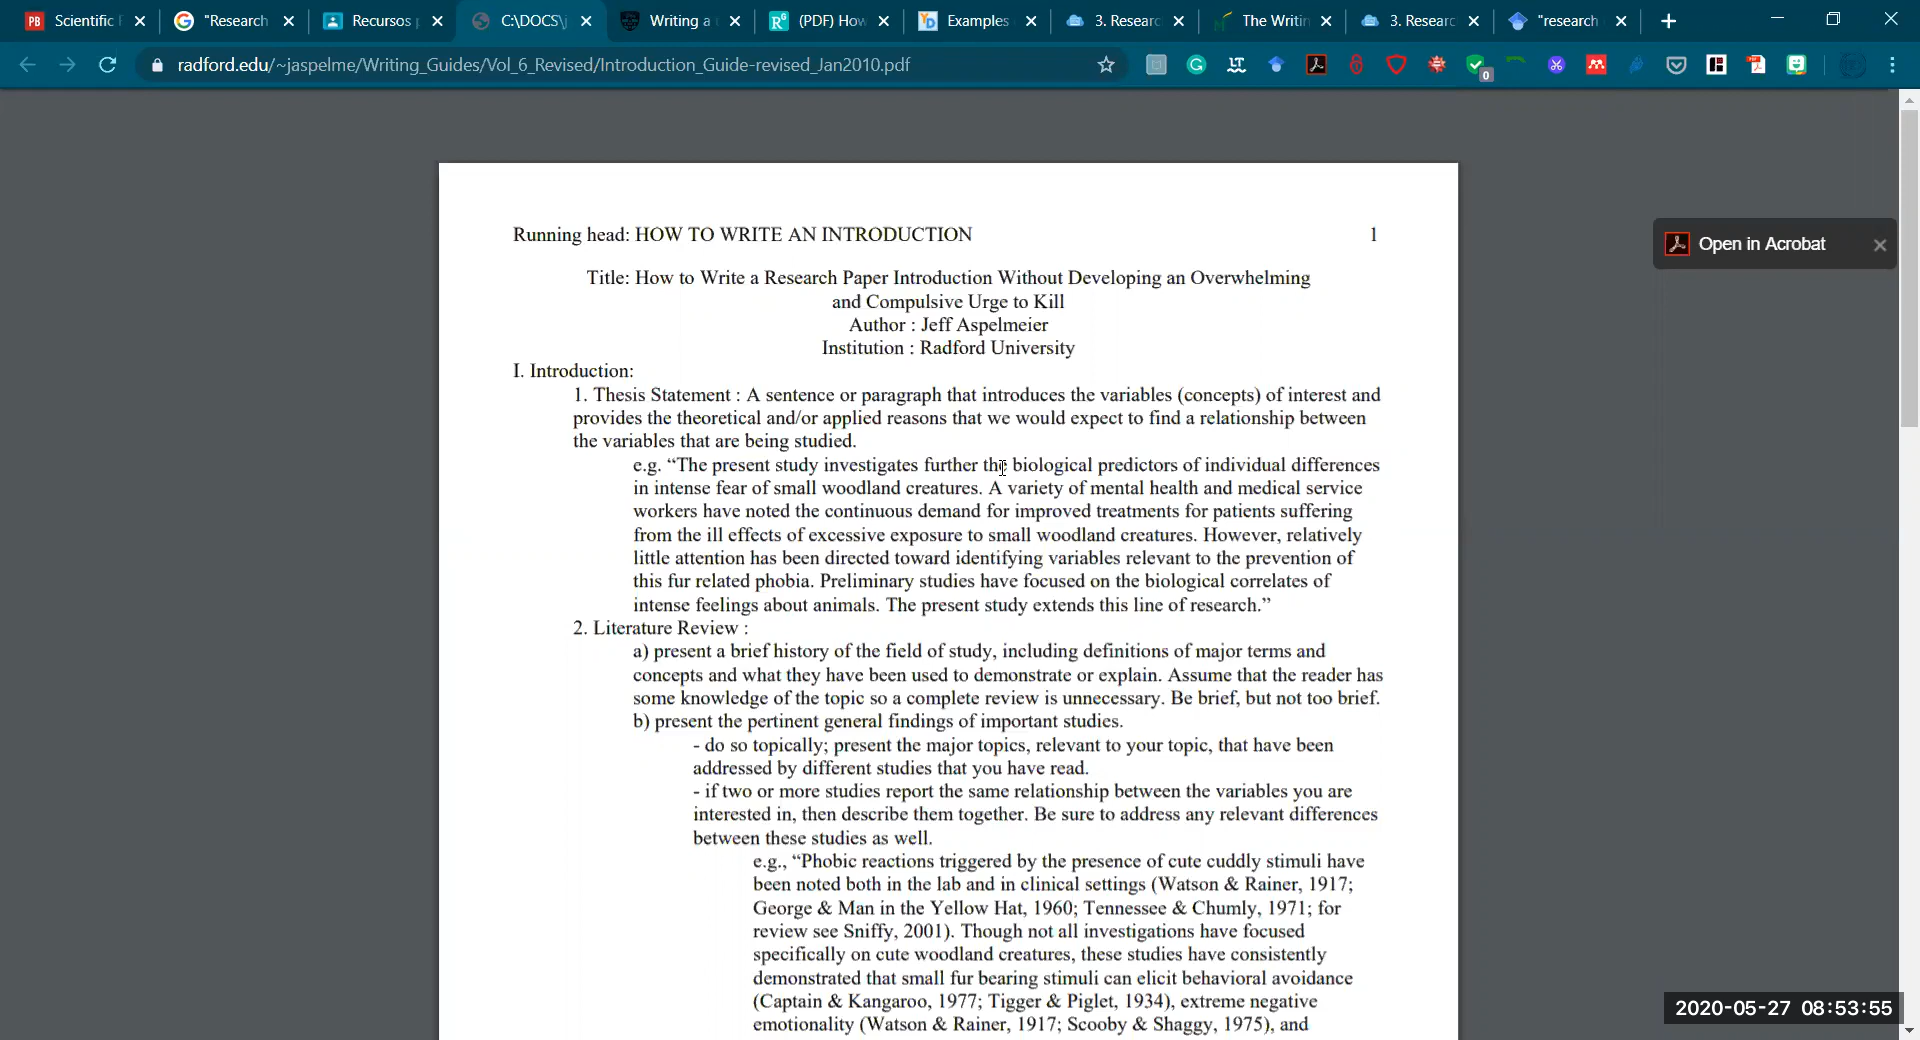 Scientific
"Research
Recursos
C:\DOCS\
Writing a
(PDF) How
Examples
3. Researc
The Writin
3. Researc
"research
radford.edu/~jaspelme/Writing_Guides/Vol_6_Revised/Introduction_Guide-revised_Jan2010.pdf
Open in Acrobat
Running head: HOW TO WRITE AN INTRODUCTION 1
Title: How to Write a Research Paper Introduction Without Developing an Overwhelming
and Compulsive Urge to Kill
Author : Jeff Aspelmeier
Institution : Radford University
I. Introduction:
1. Thesis Statement : A sentence or paragraph that introduces the variables (concepts) of interest and
provides the theoretical and/or applied reasons that we would expect to find a relationship between
the variables that are being studied.
e.g. “The present study investigates further the biological predictors of individual differences
in intense fear of small woodland creatures. A variety of mental health and medical service
workers have noted the continuous demand for improved treatments for patients suffering
from the ill effects of excessive exposure to small woodland creatures. However, relatively
little attention has been directed toward identifying variables relevant to the prevention of
this fur related phobia. Preliminary studies have focused on the biological correlates of
intense feelings about animals. The present study extends this line of research.”
2. Literature Review :
a) present a brief history of the field of study, including definitions of major terms and
concepts and what they have been used to demonstrate or explain. Assume that the reader has
some knowledge of the topic so a complete review is unnecessary. Be brief, but not too brief.
b) present the pertinent general findings of important studies.
- do so topically; present the major topics, relevant to your topic, that have been
addressed by different studies that you have read.
- if two or more studies report the same relationship between the variables you are
interested in, then describe them together. Be sure to address any relevant differences
between these studies as well.
e.g., “Phobic reactions triggered by the presence of cute cuddly stimuli have
been noted both in the lab and in clinical settings (Watson & Rainer, 1917;
George & Man in the Yellow Hat, 1960; Tennessee & Chumly, 1971; for
review see Sniffy, 2001). Though not all investigations have focused
specifically on cute woodland creatures, these studies have consistently
demonstrated that small fur bearing stimuli can elicit behavioral avoidance
(Captain & Kangaroo, 1977; Tigger & Piglet, 1934), extreme negative
emotionality (Watson & Rainer, 1917; Scooby & Shaggy, 1975), and
2020-05-27 08:53:55